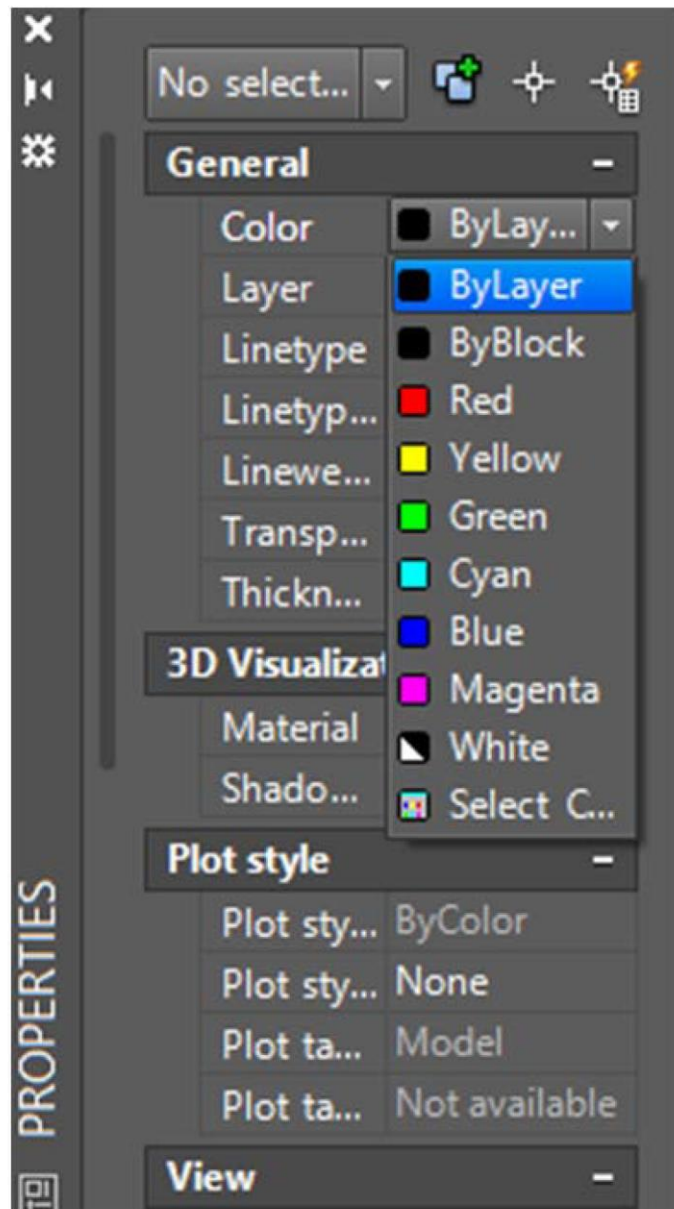 No select...
General
Color ByLay...
Layer ByLayer
Linetype ByBlock
Linetyp... Red
Linewe... Yellow
Transp... Green
Thickn... Cyan
Blue
3D Visualizat
Magenta
Material White
Shado... Select C...
Plot style
Plot sty... ByColor
Plot sty... None
Plot ta... Model
Plot ta... Not available
View
PROPERTIES